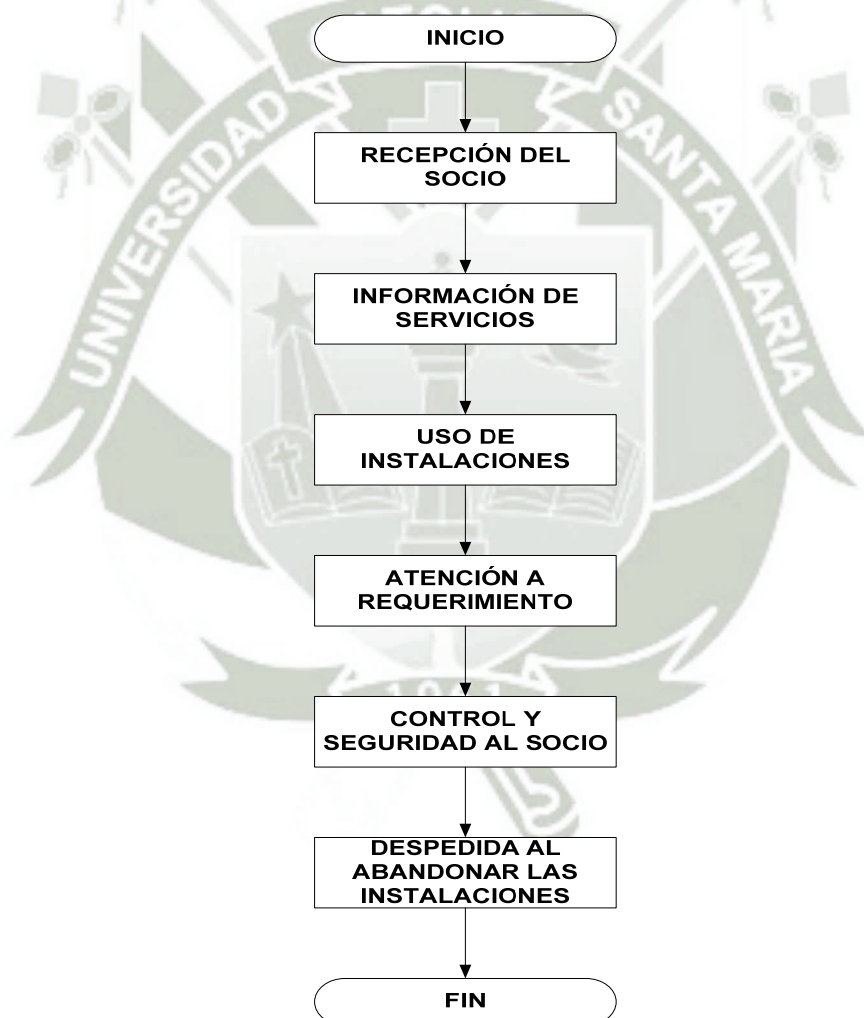 INICIO
RECEPCIÓN DEL
SOCIO
UNIVERSIDAD
SANTA MARIA
INFORMACIÓN DE
SERVICIOS
USO DE
INSTALACIONES
ATENCIÓN A
REQUERIMIENTO
CONTROL Y
SEGURIDAD AL SOCIO
DESPEDIDA AL
ABANDONAR LAS
INSTALACIONES
FIN